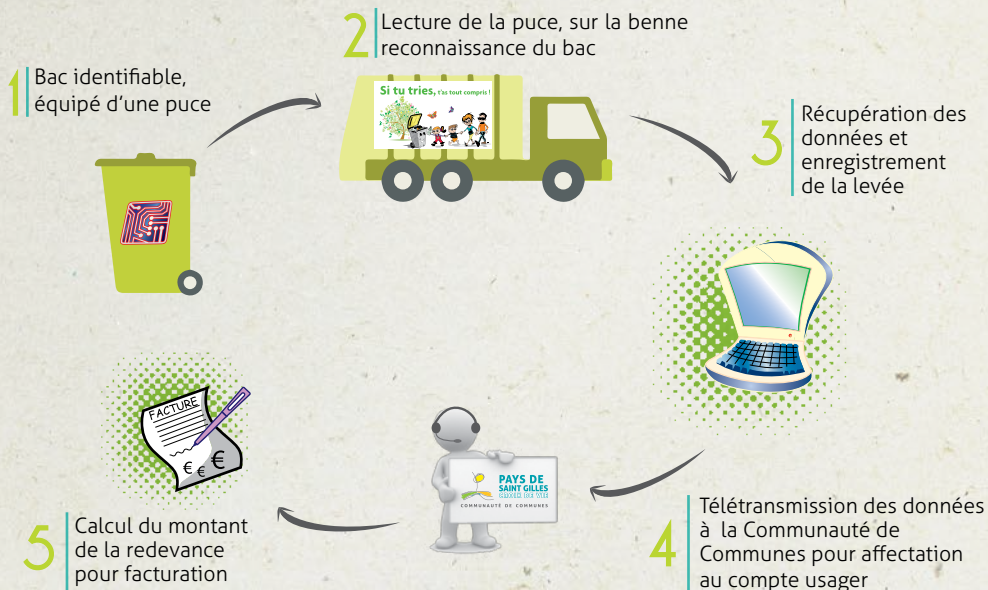 1
Bac identifiable,
équipé d'une puce
2
Lecture de la puce, sur la benne
reconnaissance du bac
Si tu tries, t'as tout compris !
3
Récupération des
données et
enregistrement
de la levée
4
Télétransmission des données
à la Communauté de
Communes pour affectation
au compte usager
PAYS DE
SAINT GILLES
CROIX DE VIE
COMMUNAUTÉ DE COMMUNES
5
Calcul du montant
de la redevance
pour facturation
FACTURE
€ € €